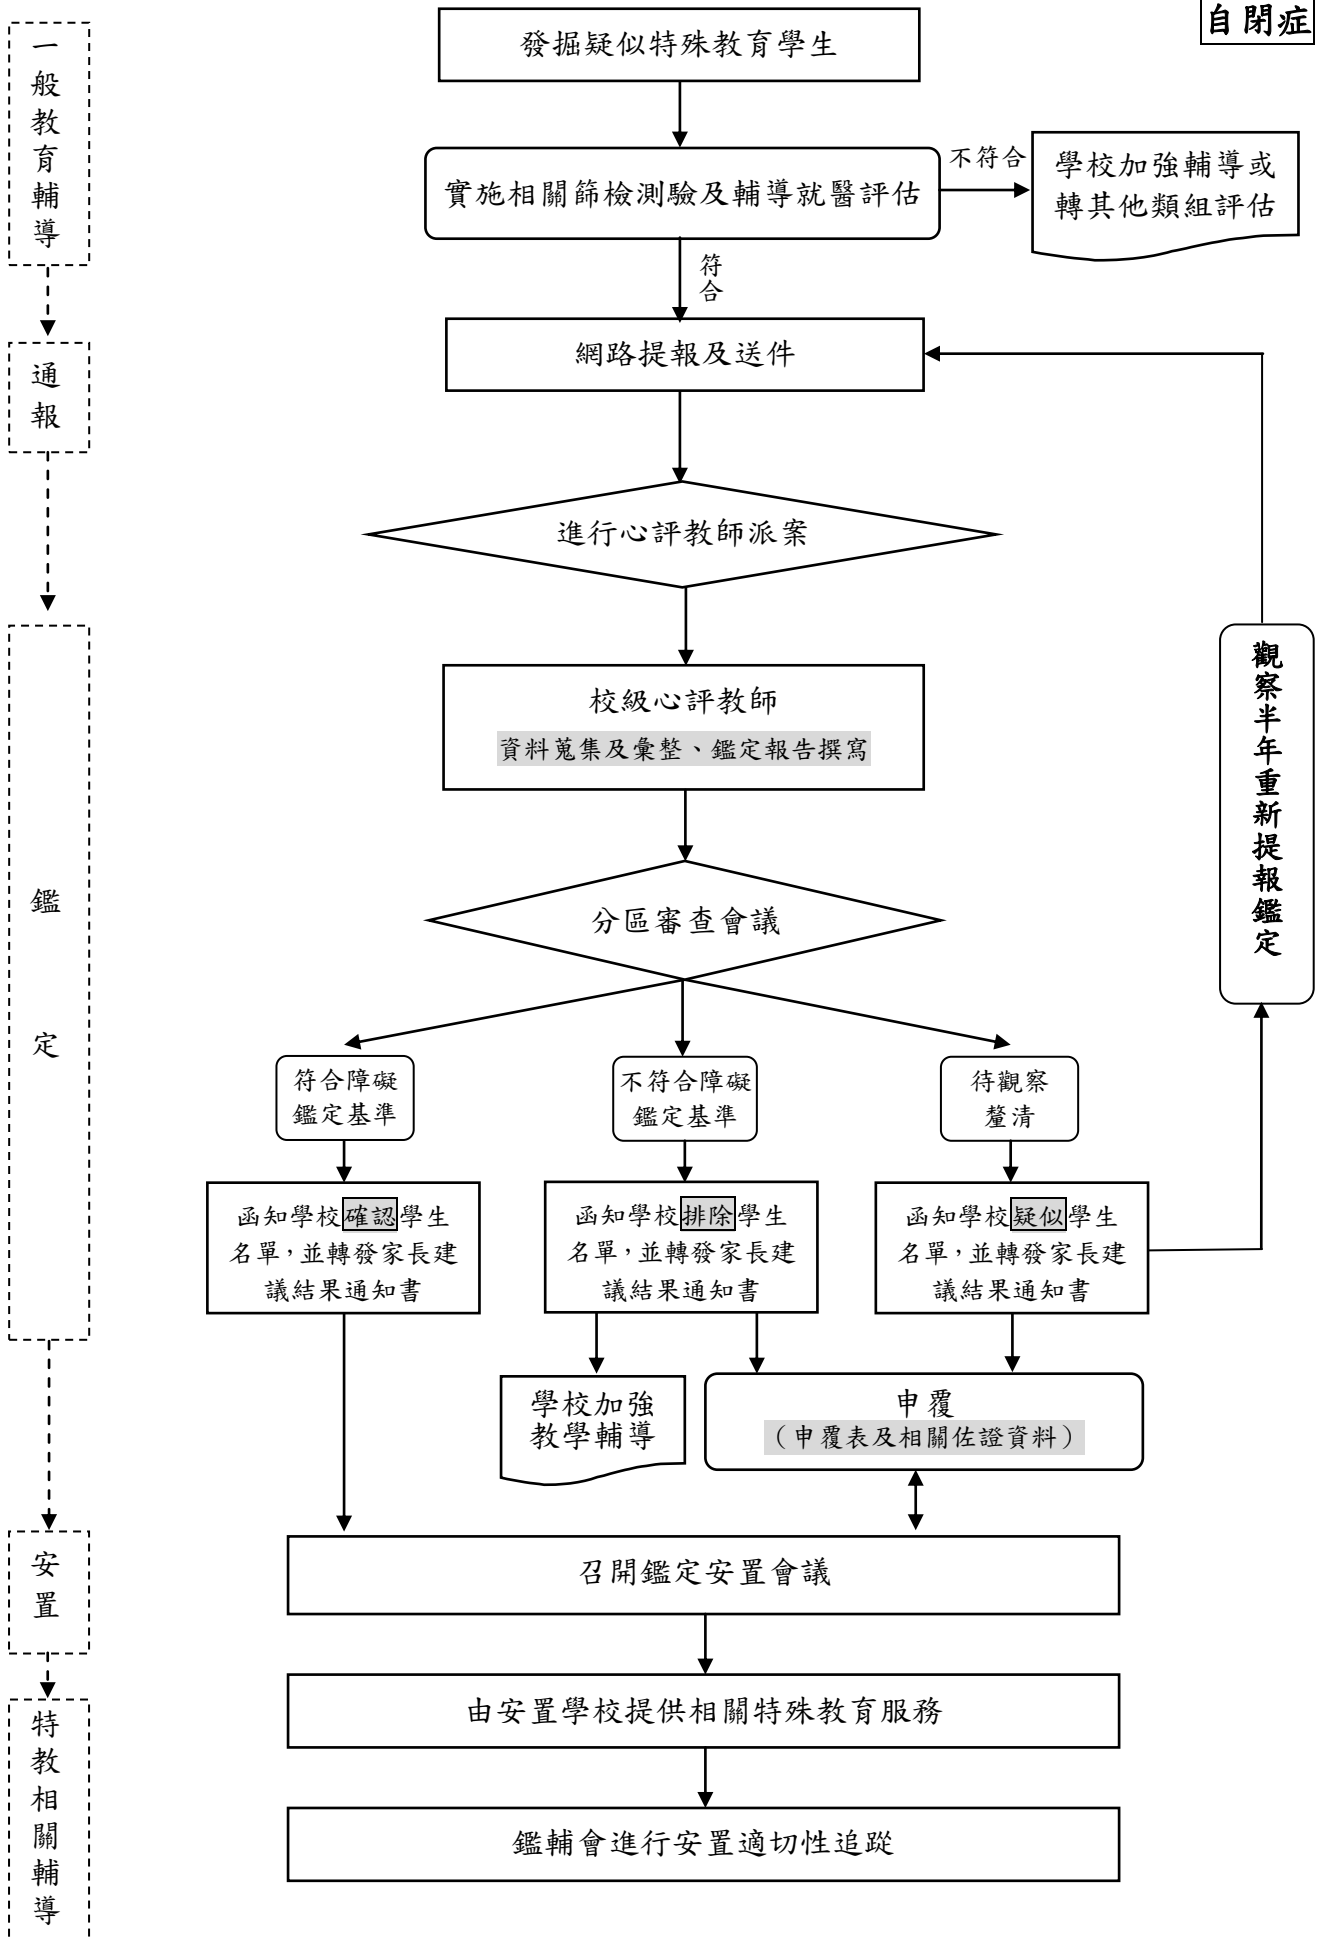 自閉症
發掘疑似特殊教育學生
一般教育輔導
實施相關篩檢測驗及輔導就醫評估
不符合
學校加強輔導或
轉其他類組評估
符合
通報
網路提報及送件
進行心評教師派案
鑑定
校級心評教師
資料蒐集及彙整、鑑定報告撰寫
觀察半年重新提報鑑定
分區審查會議
符合障礙
鑑定基準
不符合障礙
鑑定基準
待觀察
釐清
函知學校確認學生
名單，並轉發家長建
議結果通知書
函知學校排除學生
名單，並轉發家長建
議結果通知書
函知學校疑似學生
名單，並轉發家長建
議結果通知書
學校加強
教學輔導
申覆
（申覆表及相關佐證資料）
安置
召開鑑定安置會議
特教相關輔導
由安置學校提供相關特殊教育服務
鑑輔會進行安置適切性追蹤